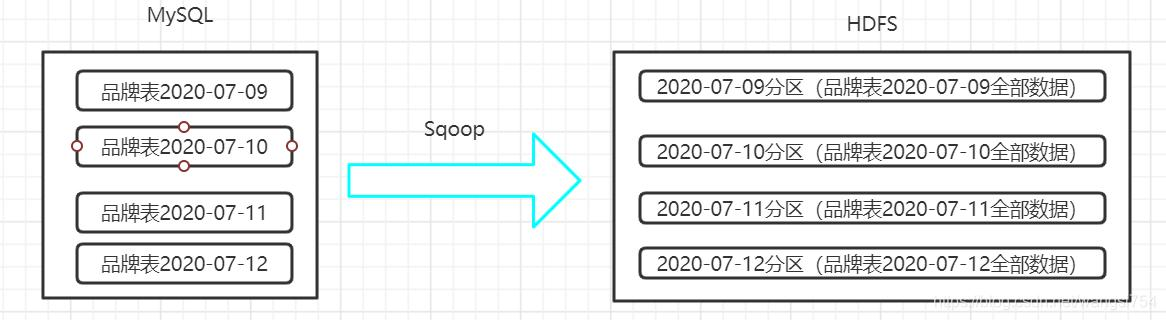 MySQL
品牌表2020-07-09
品牌表2020-07-10
品牌表2020-07-11
品牌表2020-07-12
Sqoop
HDFS
2020-07-09分区（品牌表2020-07-09全部数据）
2020-07-10分区（品牌表2020-07-10全部数据）
2020-07-11分区（品牌表2020-07-11全部数据）
2020-07-12分区（品牌表2020-07-12全部数据）